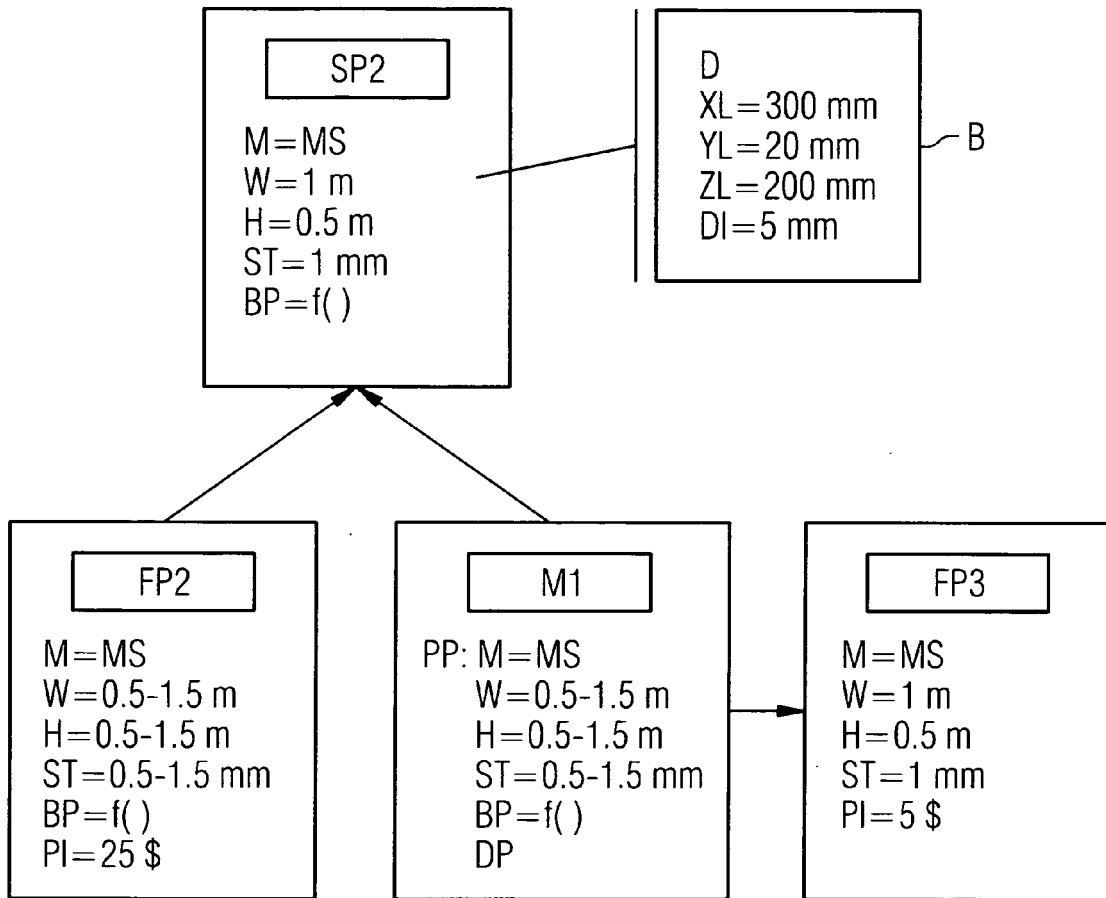 SP2
M=MS
W=1 m
H=0.5 m
ST=1 mm
BP=f( )
D
XL=300 mm
YL=20 mm
ZL=200 mm
DI=5 mm
B
FP2
M=MS
W=0.5-1.5 m
H=0.5-1.5 m
ST=0.5-1.5 mm
BP=f( )
PI=25 $
M1
PP: M=MS
W=0.5-1.5 m
H=0.5-1.5 m
ST=0.5-1.5 mm
BP=f( )
DP
FP3
M=MS
W=1 m
H=0.5 m
ST=1 mm
PI=5 $